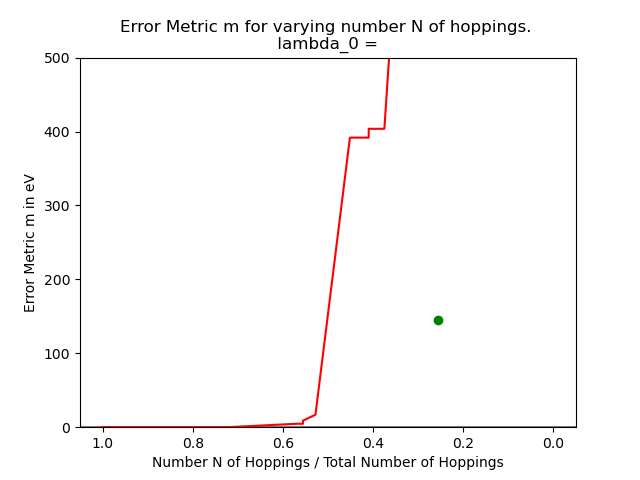 Error Metric m for varying number N of hoppings.
lambda_0 =
500
400
300
200
100
0
Error Metric m in eV
1.0 0.8 0.6 0.4 0.2 0.0
Number N of Hoppings / Total Number of Hoppings